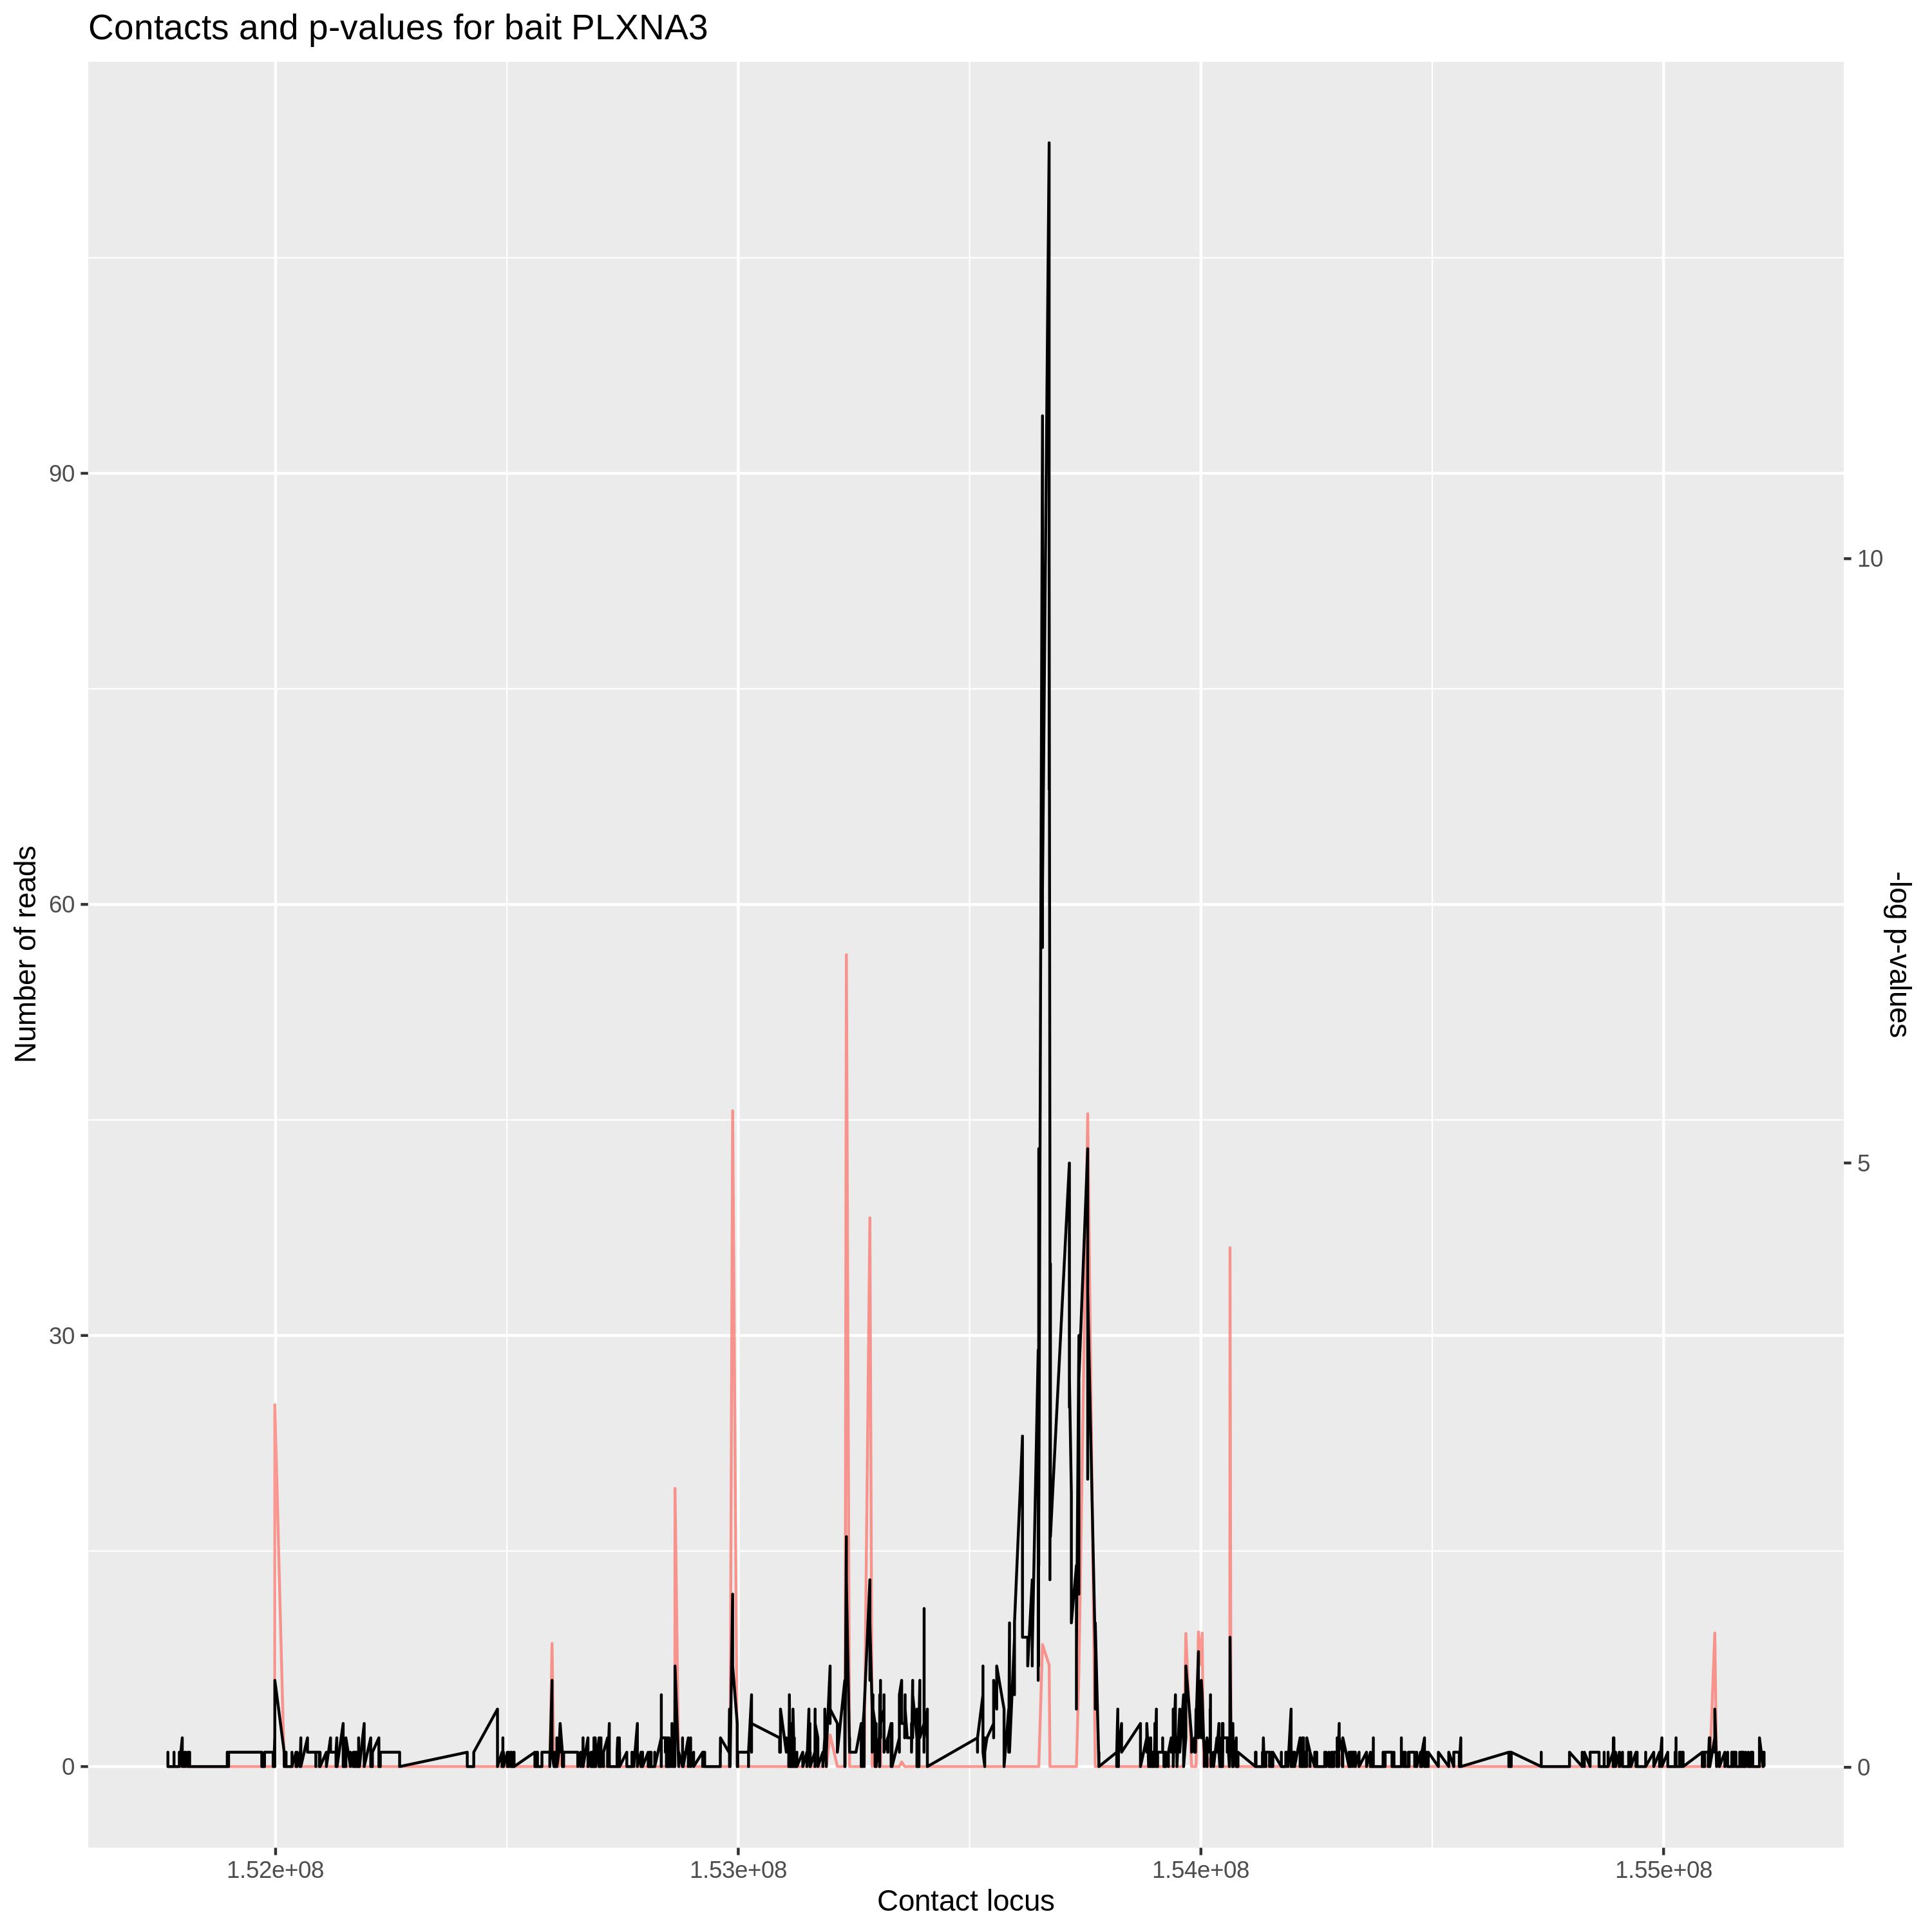 Contacts and p-values for bait PLXNA3
90
60
30
0
Number of reads
10
5
0
-log p-values
1.52e+08
1.53e+08
1.54e+08
1.55e+08
Contact locus